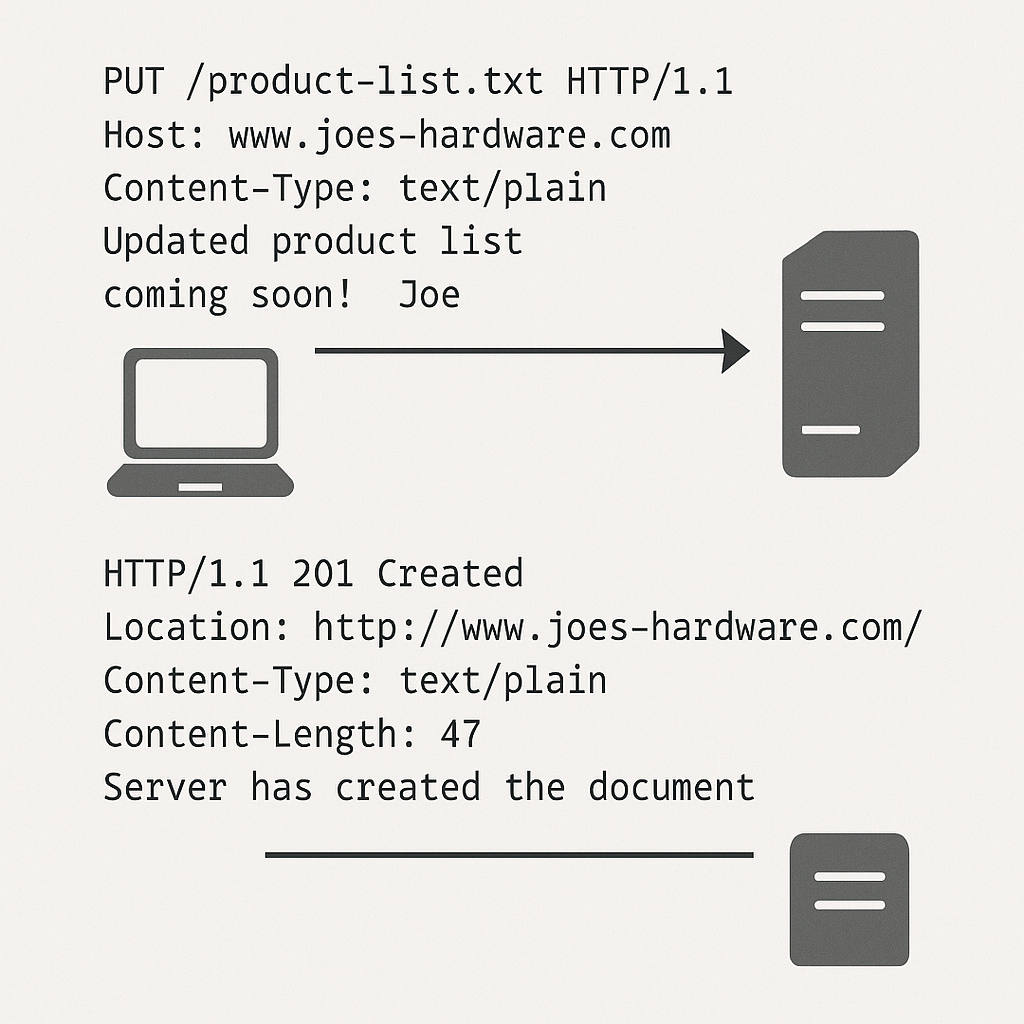 PUT /product-list.txt HTTP/1.1
Host: www.joes-hardware.com
Content-Type: text/plain
Updated product list
coming soon!  Joe
HTTP/1.1 201 Created
Location: http://www.joes-hardware.com/
Content-Type: text/plain
Content-Length: 47
Server has created the document